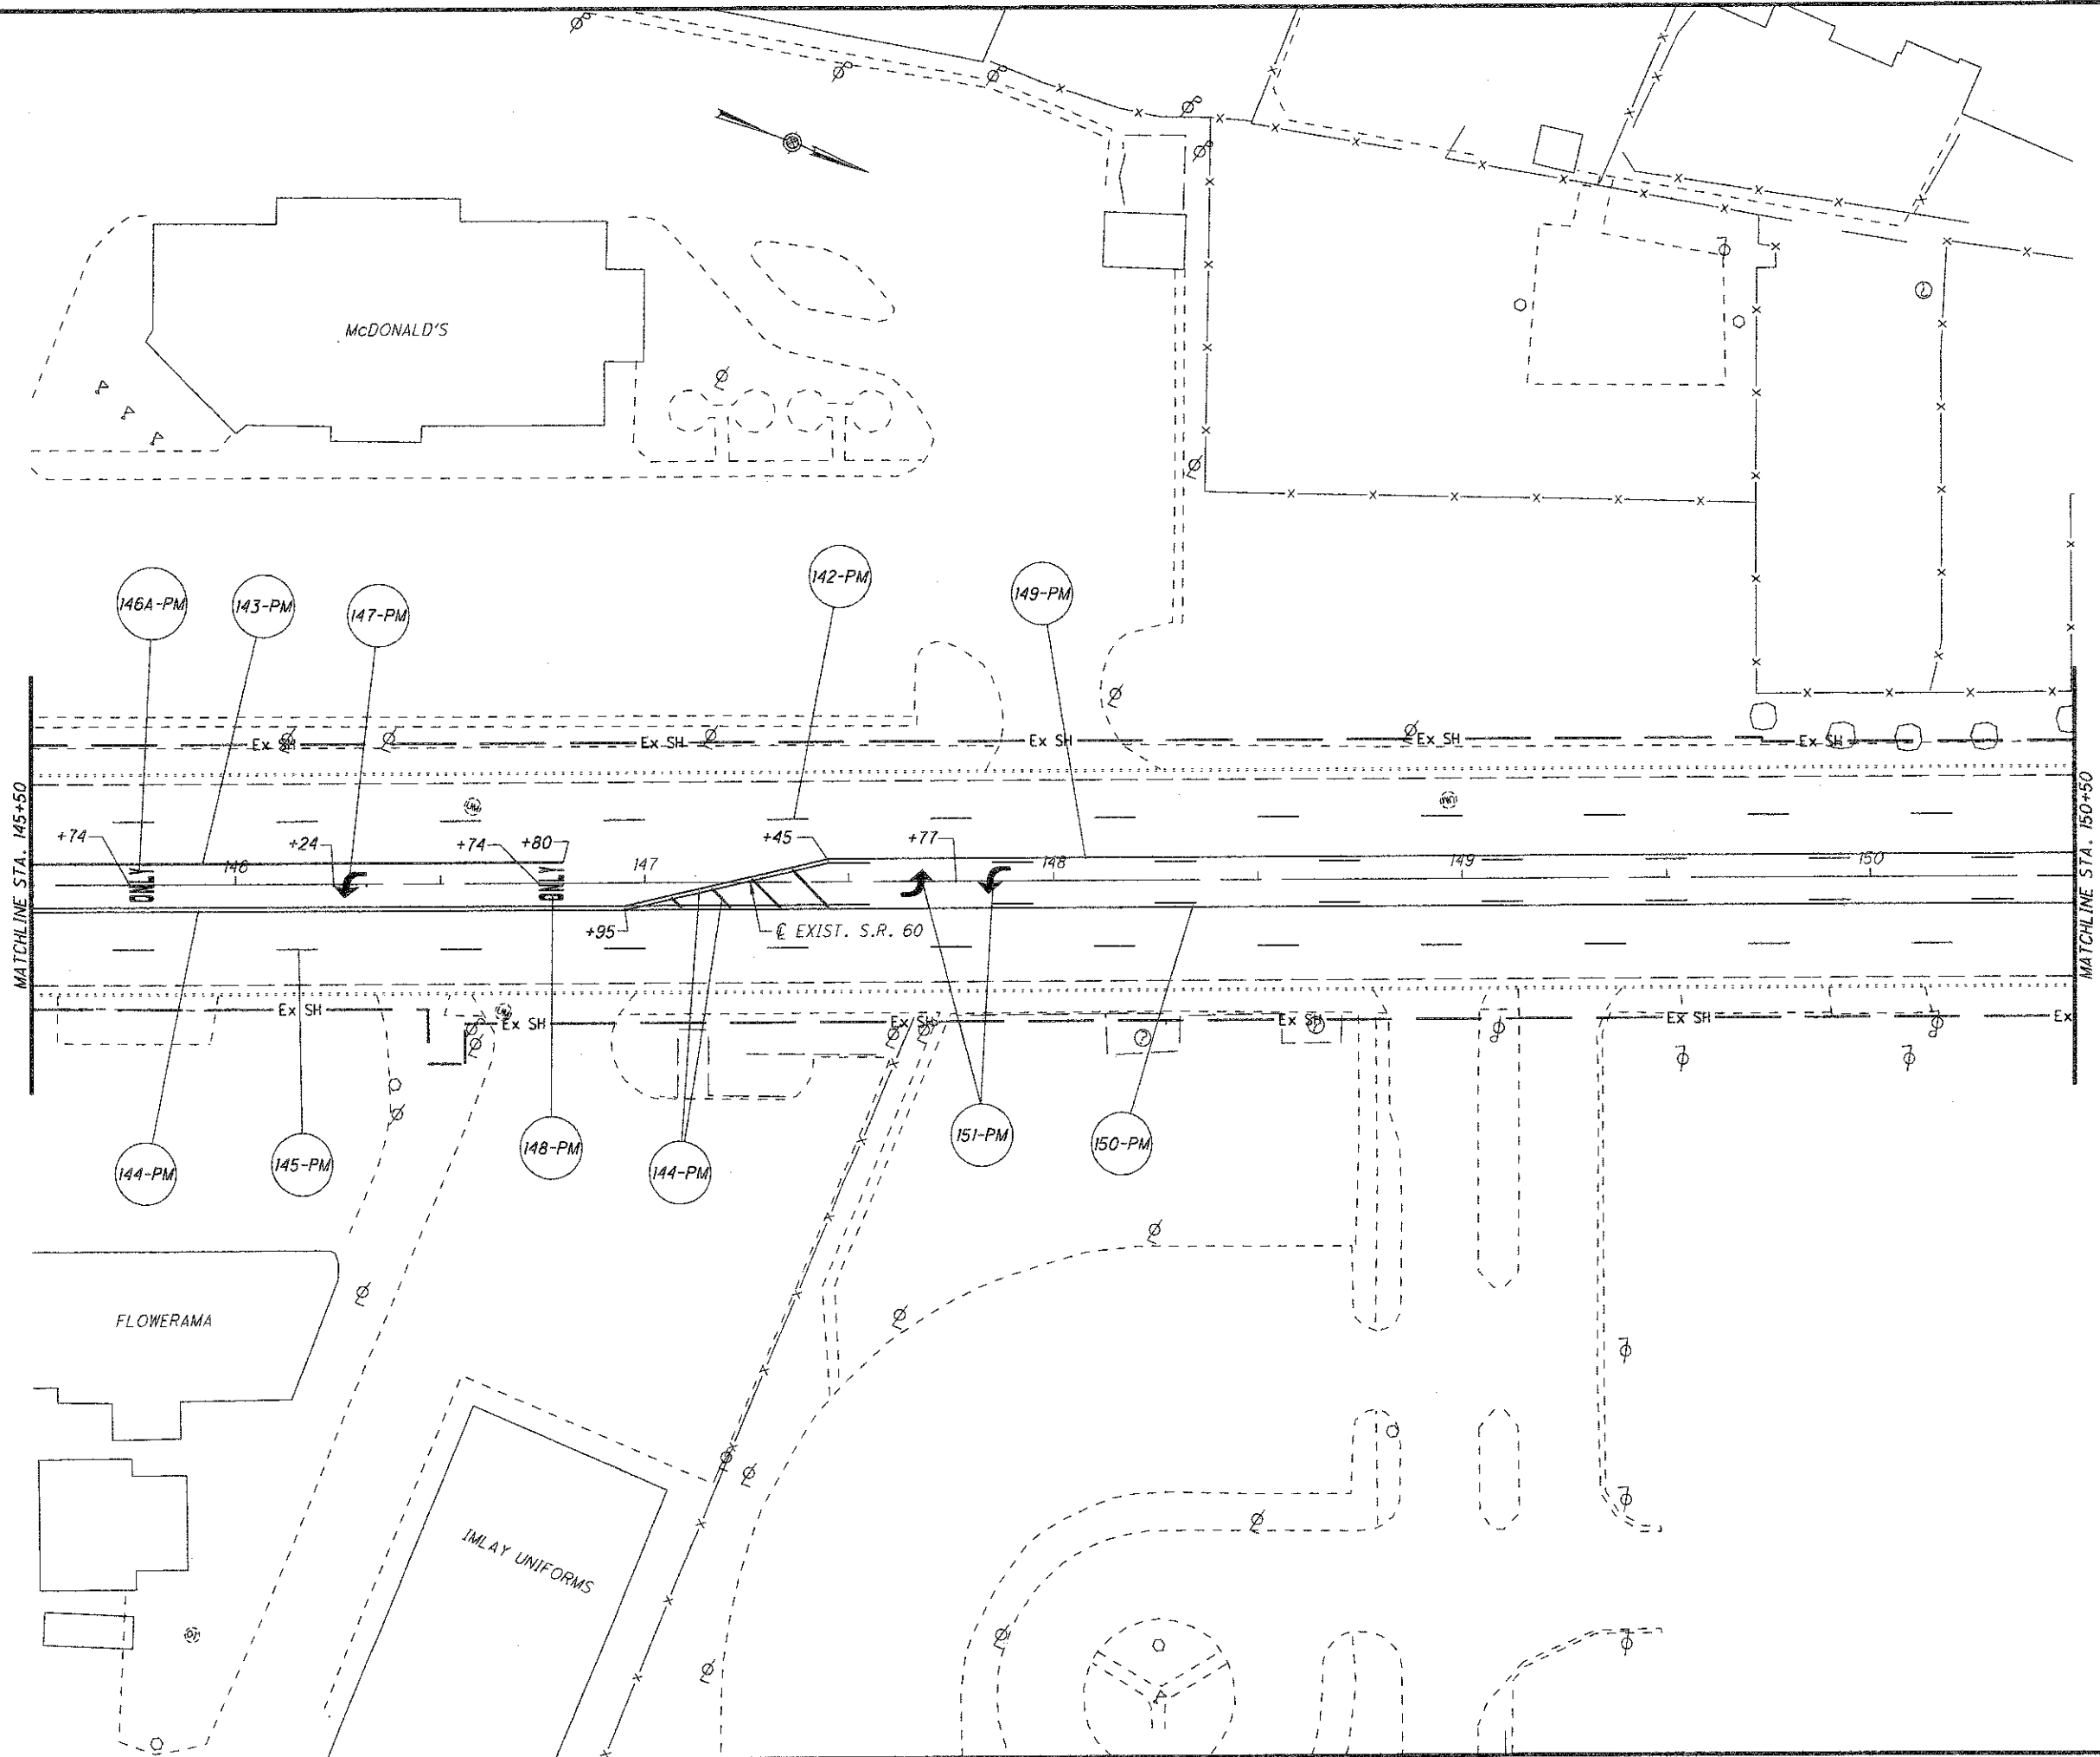 McDONALD'S
142-PM
146A-PM
143-PM
147-PM
149-PM
Ex SH
Ex SH
Ex SH
Ex SH
Ex SH
MATCHLINE STA. 145+50
MATCHLINE STA. 150+50
+74
+24
+74
+80
+45
+77
146
147
148
149
150
ONLY
ONLY
+95
℄ EXIST. S.R. 60
Ex SH
Ex SH
Ex SH
Ex SH
Ex SH
Ex
144-PM
145-PM
148-PM
144-PM
151-PM
150-PM
FLOWERAMA
IMLAY UNIFORMS